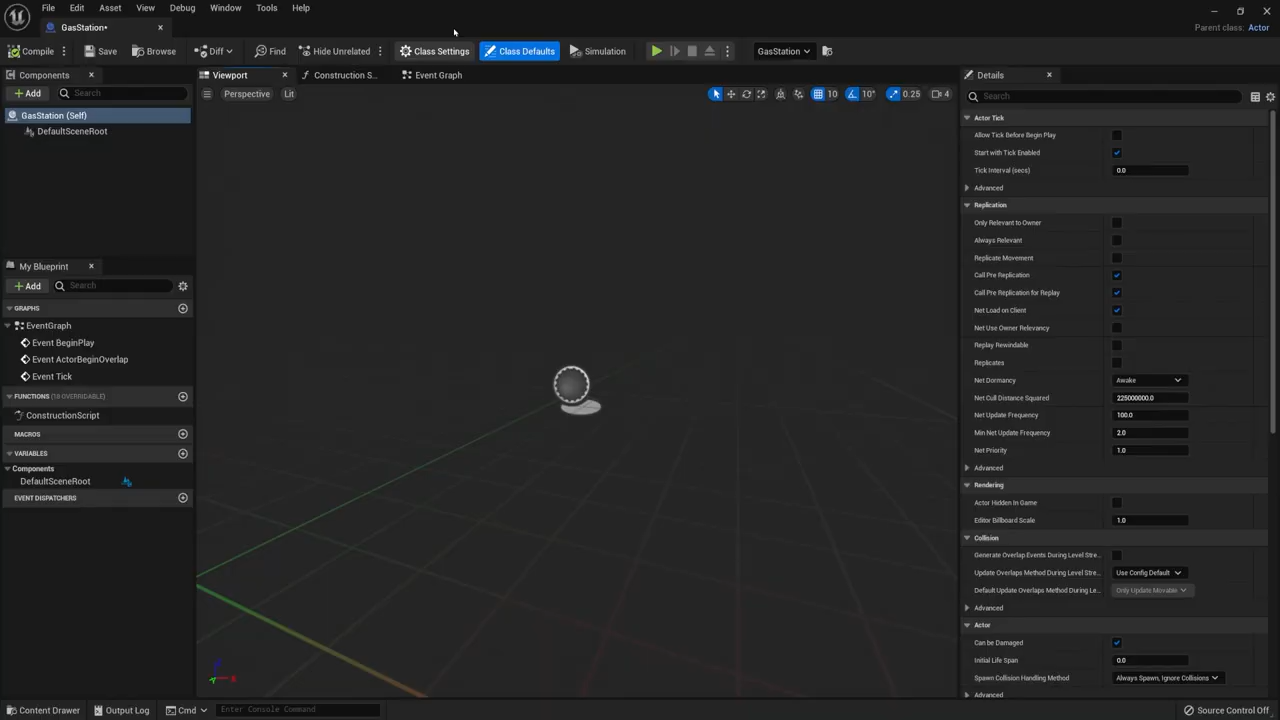 File Edit Asset View Debug Window Tools Help
GasStation*
Parent class: Actor
Compile Save Browse Diff Find Hide Unrelated Class Settings Class Defaults Simulation GasStation
Components
Add Search
GasStation (Self)
DefaultSceneRoot
My Blueprint
Add Search
GRAPHS
EventGraph
Event BeginPlay
Event ActorBeginOverlap
Event Tick
FUNCTIONS (18 OVERRIDABLE)
ConstructionScript
MACROS
VARIABLES
Components
DefaultSceneRoot
EVENT DISPATCHERS
Viewport Construction S... Event Graph
Perspective Lit 10 10° 0.25 4
Details
Search
Actor Tick
Allow Tick Before Begin Play
Start with Tick Enabled
Tick Interval (secs) 0.0
Advanced
Replication
Only Relevant to Owner
Always Relevant
Replicate Movement
Call Pre Replication
Call Pre Replication for Replay
Net Load on Client
Net Use Owner Relevancy
Replay Rewindable
Replicates
Net Dormancy Awake
Net Cull Distance Squared 225000000.0
Net Update Frequency 100.0
Min Net Update Frequency 2.0
Net Priority 1.0
Advanced
Rendering
Actor Hidden In Game
Editor Billboard Scale 1.0
Collision
Generate Overlap Events During Level Stre...
Update Overlaps Method During Level Stre... Use Config Default
Default Update Overlaps Method During Le... Only Update Movable
Advanced
Actor
Can be Damaged
Initial Life Span 0.0
Spawn Collision Handling Method Always Spawn, Ignore Collisions
Advanced
Content Drawer Output Log Cmd Enter Console Command Source Control Off